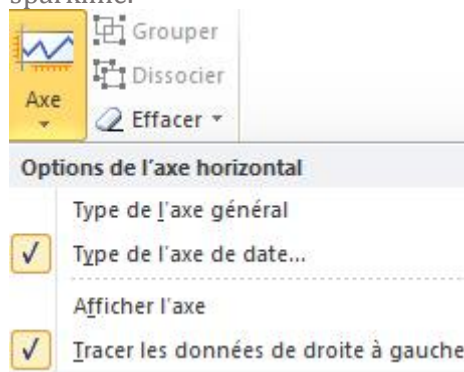 sparkline.
Grouper
Dissocier
Axe
Effacer
Options de l'axe horizontal
Type de l'axe général
Type de l'axe de date...
Afficher l'axe
Tracer les données de droite à gauche